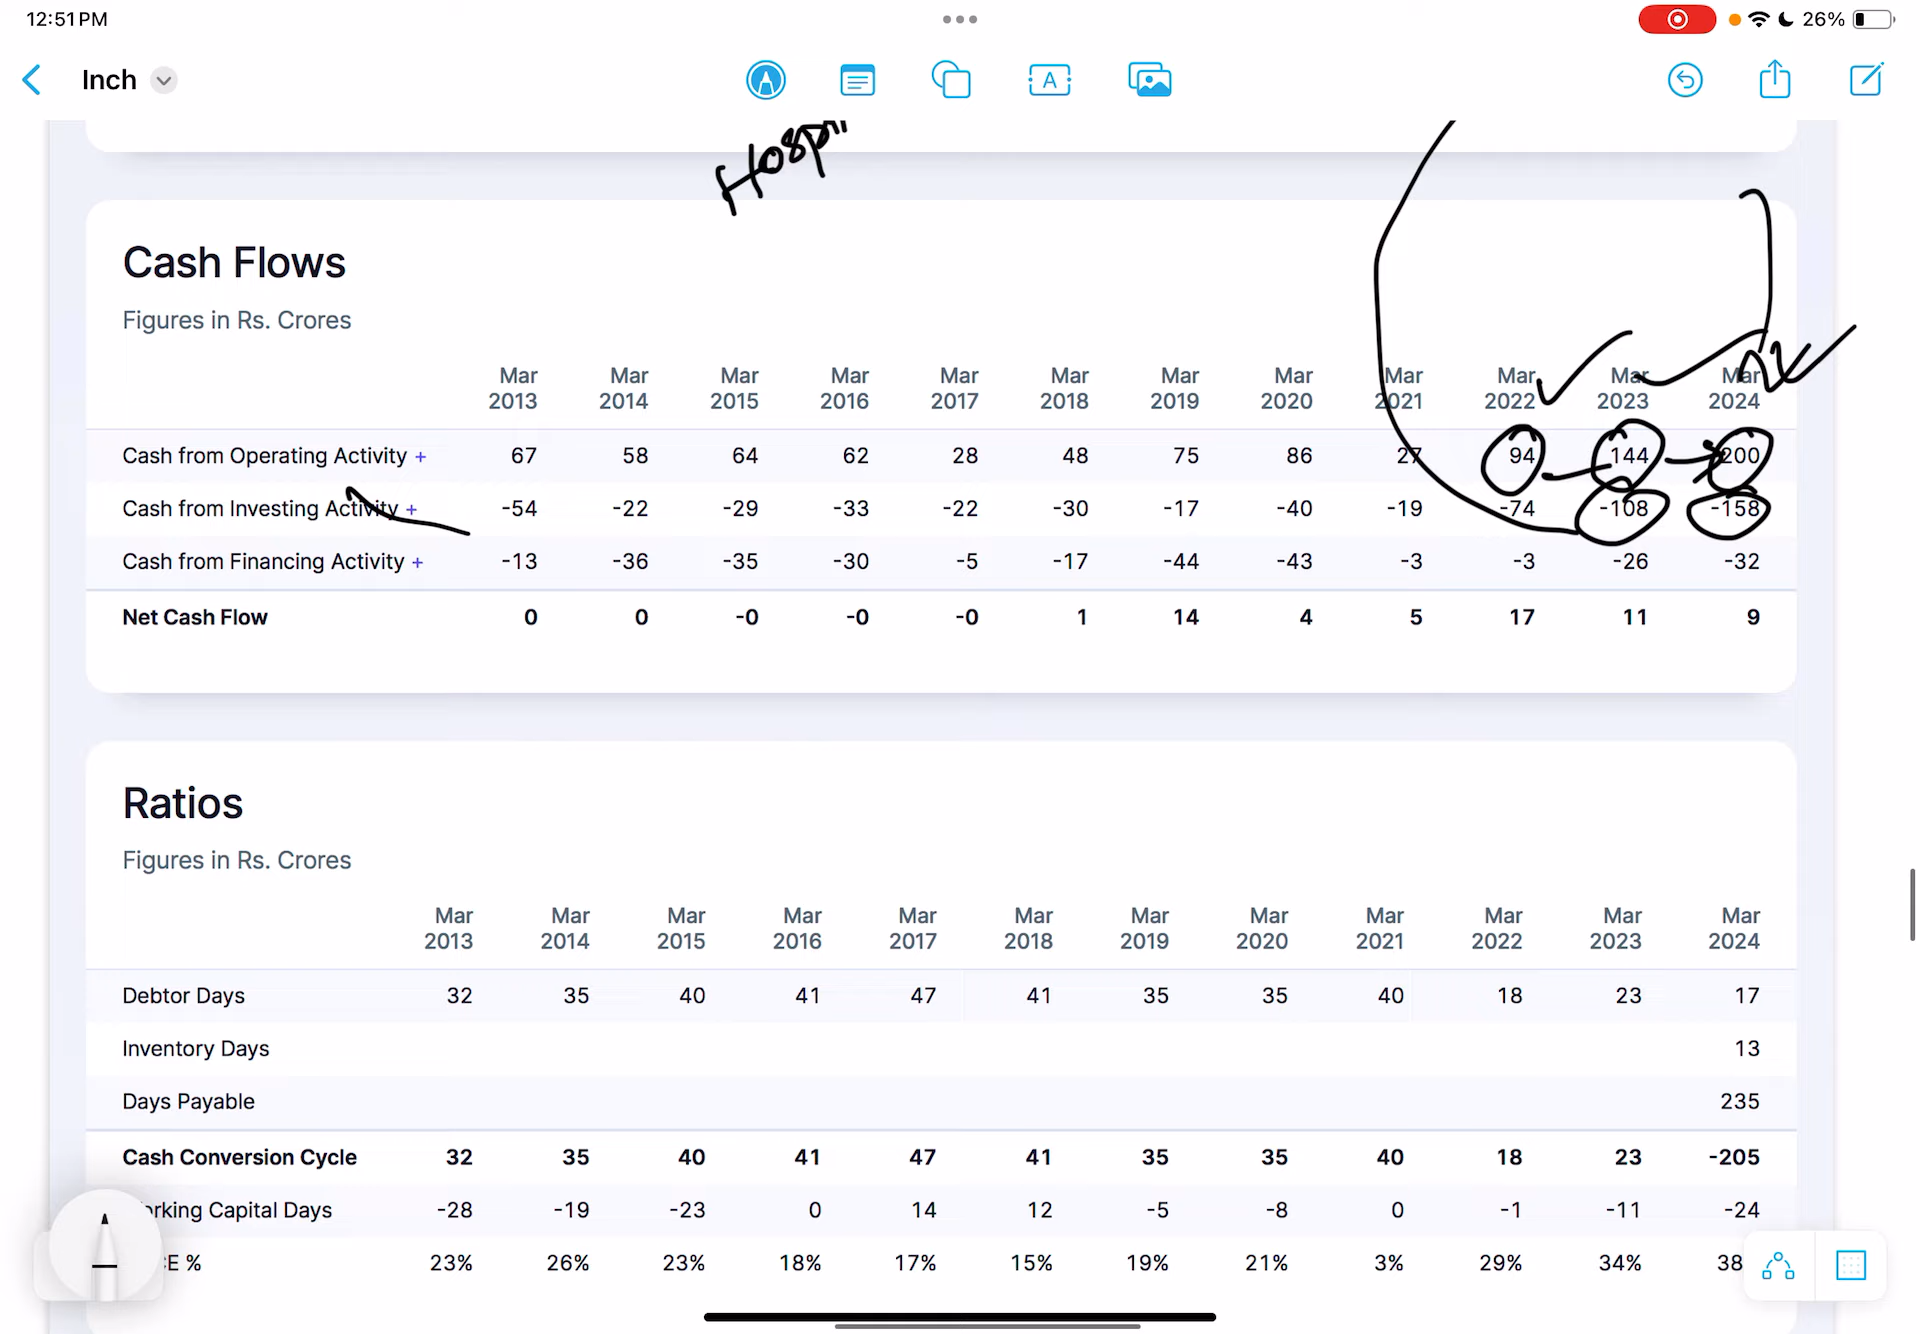 12:51 PM 26%
Inch
A
Cash Flows
Figures in Rs. Crores
Mar 2013 Mar 2014 Mar 2015 Mar 2016 Mar 2017 Mar 2018 Mar 2019 Mar 2020 Mar 2021 Mar 2022 Mar 2023 Mar 2024
Cash from Operating Activity + 67 58 64 62 28 48 75 86 27 94 144 200
Cash from Investing Activity + -54 -22 -29 -33 -22 -30 -17 -40 -19 -74 -108 -158
Cash from Financing Activity + -13 -36 -35 -30 -5 -17 -44 -43 -3 -3 -26 -32
Net Cash Flow 0 0 -0 -0 -0 1 14 4 5 17 11 9
Ratios
Figures in Rs. Crores
Mar 2013 Mar 2014 Mar 2015 Mar 2016 Mar 2017 Mar 2018 Mar 2019 Mar 2020 Mar 2021 Mar 2022 Mar 2023 Mar 2024
Debtor Days 32 35 40 41 47 41 35 35 40 18 23 17
Inventory Days 13
Days Payable 235
Cash Conversion Cycle 32 35 40 41 47 41 35 35 40 18 23 -205
rking Capital Days -28 -19 -23 0 14 12 -5 -8 0 -1 -11 -24
E % 23% 26% 23% 18% 17% 15% 19% 21% 3% 29% 34% 38